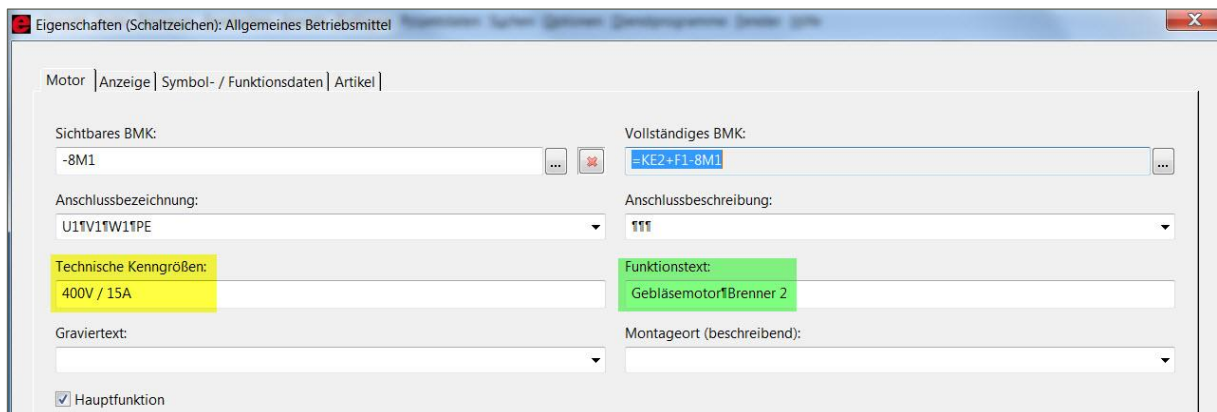 Eigenschaften (Schaltzeichen): Allgemeines Betriebsmittel
Motor Anzeige Symbol- / Funktionsdaten Artikel
Sichtbares BMK:
-8M1
Vollständiges BMK:
=KE2+F1-8M1
Anschlussbezeichnung:
U1¶V1¶W1¶PE
Anschlussbeschreibung:
¶¶¶
Technische Kenngrößen:
400V / 15A
Funktionstext:
Gebläsemotor¶Brenner 2
Graviertext:
Montageort (beschreibend):
Hauptfunktion